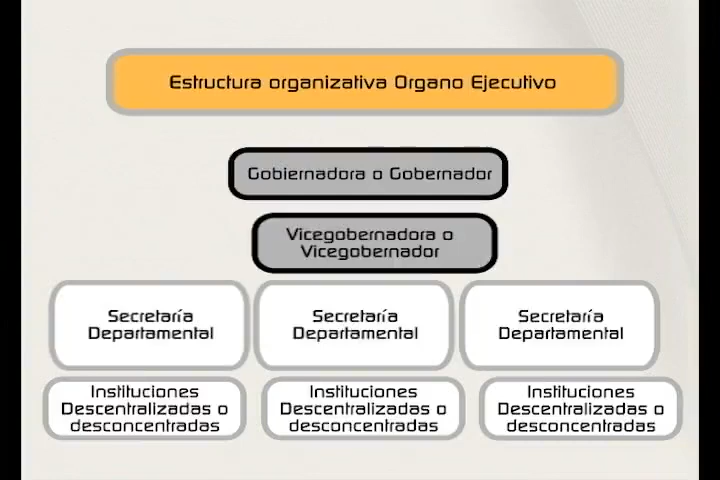 Estructura organizativa Organo Ejecutivo
Gobiernadora o Gobernador
Vicegobernadora o
Vicegobernador
Secretaría
Departamental
Secretaría
Departamental
Secretaría
Departamental
Instituciones
Descentralizadas o
desconcentradas
Instituciones
Descentralizadas o
desconcentradas
Instituciones
Descentralizadas o
desconcentradas